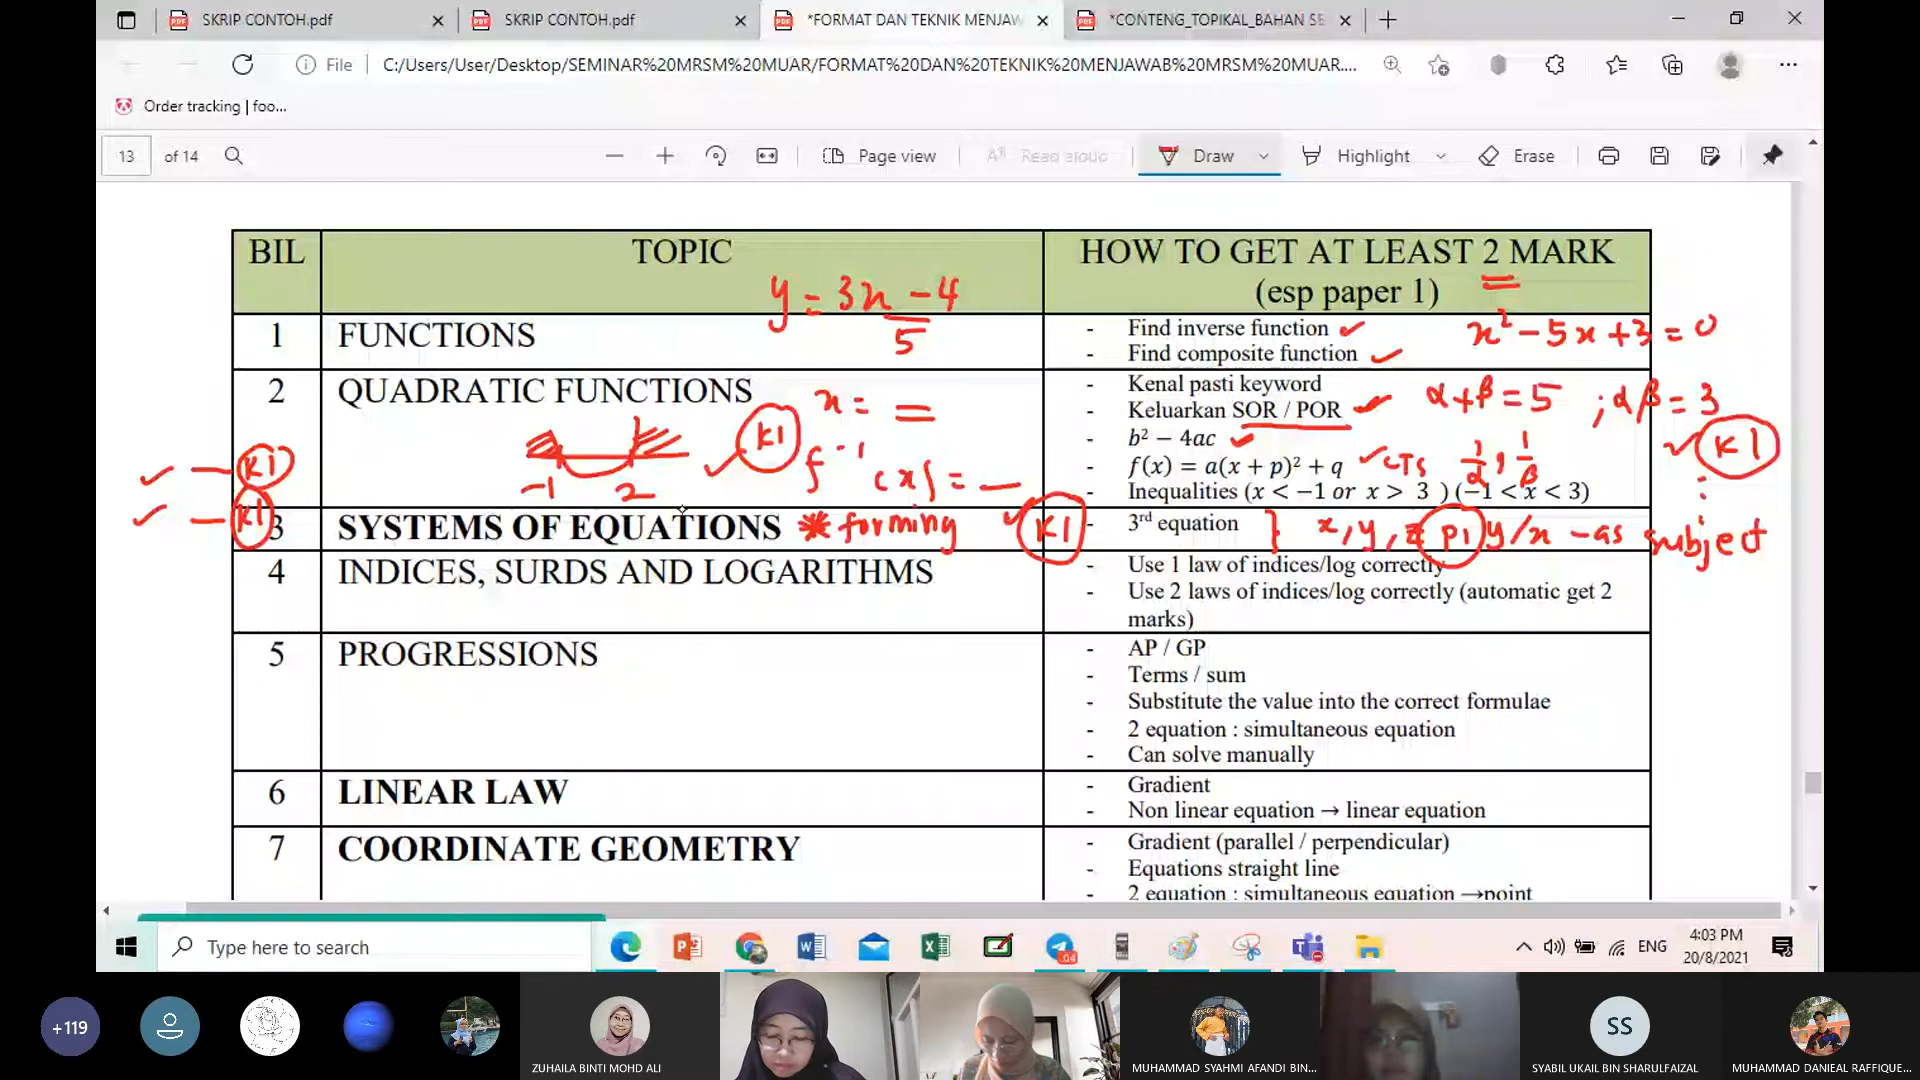 SKRIP CONTOH.pdf
SKRIP CONTOH.pdf
*FORMAT DAN TEKNIK MENJAW
*CONTENG_TOPIKAL_BAHAN SE
File
C:/Users/User/Desktop/SEMINAR%20MRSM%20MUAR/FORMAT%20DAN%20TEKNIK%20MENJAWAB%20MRSM%20MUAR....
Order tracking | foo...
13 of 14
Page view
Read aloud
Draw
Highlight
Erase
BIL
TOPIC
HOW TO GET AT LEAST 2 MARK
(esp paper 1)
y = 3x - 4
5
1
FUNCTIONS
- Find inverse function
- Find composite function
x² - 5x + 3 = 0
2
QUADRATIC FUNCTIONS
x =
K1
f⁻¹(x) =
-1
2
K1
K1
- Kenal pasti keyword
- Keluarkan SOR / POR
- b² − 4ac
- f(x) = a(x + p)² + q
- Inequalities (x < −1 or x > 3 ) (−1 < x < 3)
α+β = 5 ; αβ = 3
K1
CTS 1/α , 1/β
3
SYSTEMS OF EQUATIONS
* forming
K1
- 3rd equation
} x, y, P1 y/x - as subject
4
INDICES, SURDS AND LOGARITHMS
- Use 1 law of indices/log correctly
- Use 2 laws of indices/log correctly (automatic get 2
marks)
5
PROGRESSIONS
- AP / GP
- Terms / sum
- Substitute the value into the correct formulae
- 2 equation : simultaneous equation
- Can solve manually
6
LINEAR LAW
- Gradient
- Non linear equation → linear equation
7
COORDINATE GEOMETRY
- Gradient (parallel / perpendicular)
- Equations straight line
- 2 equation : simultaneous equation →point
Type here to search
04
ENG
4:03 PM
20/8/2021
+119
ZUHAILA BINTI MOHD ALI
MUHAMMAD SYAHMI AFANDI BIN...
SS
SYABIL UKAIL BIN SHARULFAIZAL
MUHAMMAD DANIEAL RAFFIQUE...